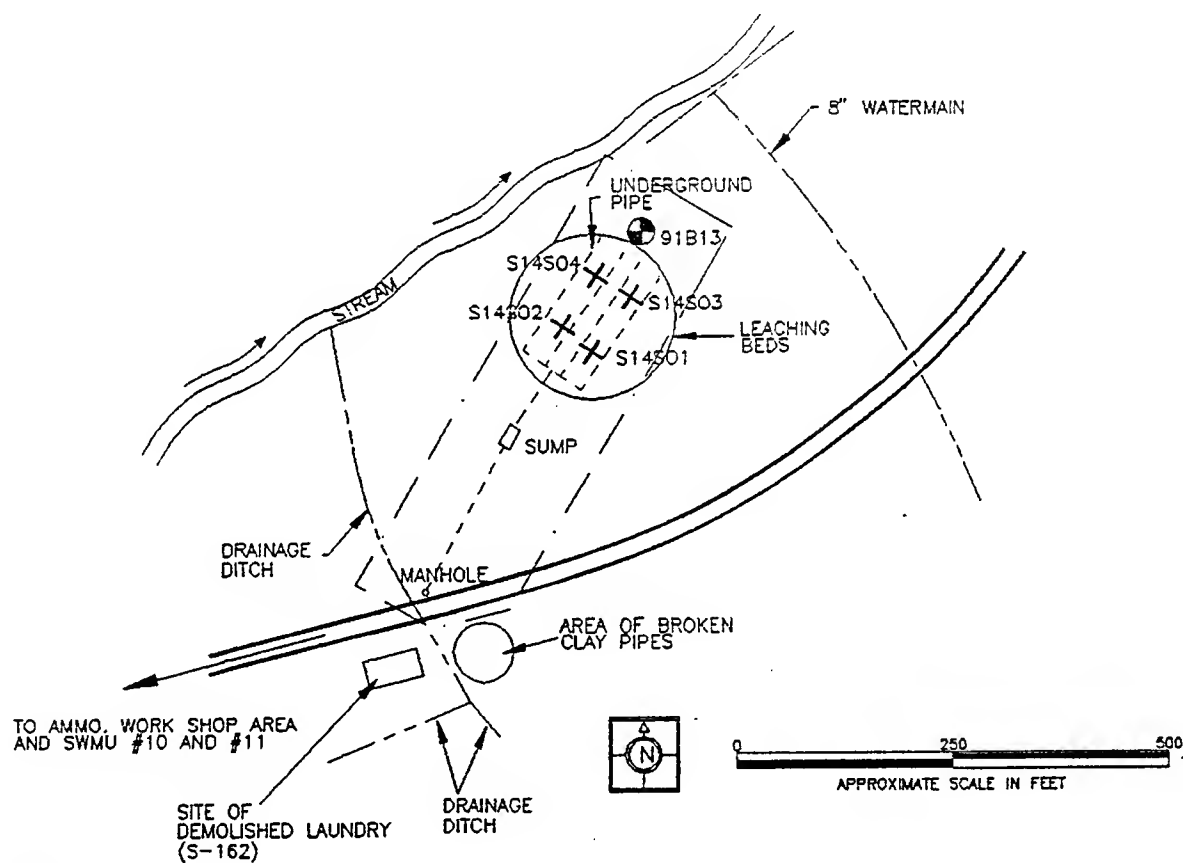 8" WATERMAIN
UNDERGROUND
PIPE
91B13
S14S04
S14S03
S14S02
S14S01
STREAM
LEACHING
BEDS
SUMP
DRAINAGE
DITCH
MANHOLE
AREA OF BROKEN
CLAY PIPES
TO AMMO. WORK SHOP AREA
AND SWMU #10 AND #11
N
0 250 500
APPROXIMATE SCALE IN FEET
SITE OF
DEMOLISHED LAUNDRY
(S-162)
DRAINAGE
DITCH